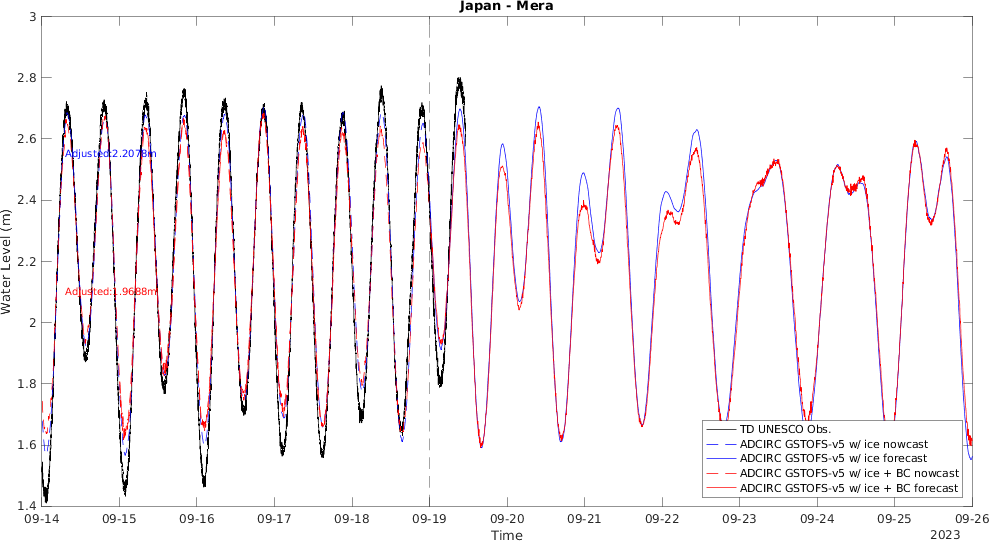 Japan - Mera
Water Level (m)
3
2.8
2.6
2.4
2.2
2
1.8
1.6
1.4
Adjusted:2.2078m
Adjusted:1.9688m
TD UNESCO Obs.
ADCIRC GSTOFS-v5 w/ ice nowcast
ADCIRC GSTOFS-v5 w/ ice forecast
ADCIRC GSTOFS-v5 w/ ice + BC nowcast
ADCIRC GSTOFS-v5 w/ ice + BC forecast
09-14 09-15 09-16 09-17 09-18 09-19 09-20 09-21 09-22 09-23 09-24 09-25 09-26
Time
2023